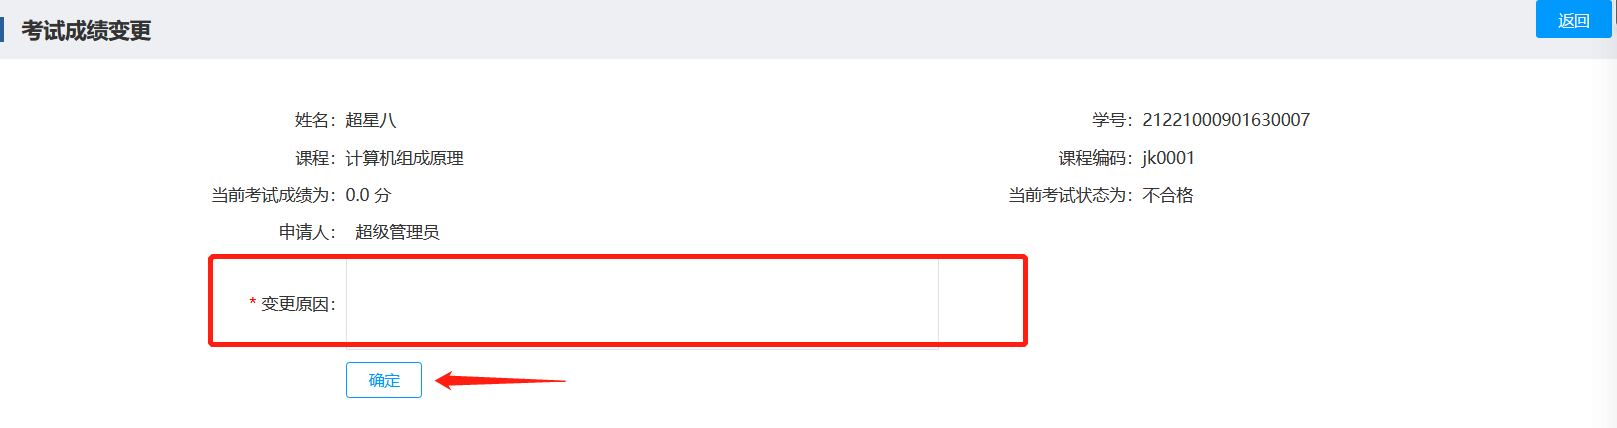 考试成绩变更
返回
姓名：超星八
学号：21221000901630007
课程：计算机组成原理
课程编码：jk0001
当前考试成绩为：0.0 分
当前考试状态为：不合格
申请人： 超级管理员
* 变更原因：
确定